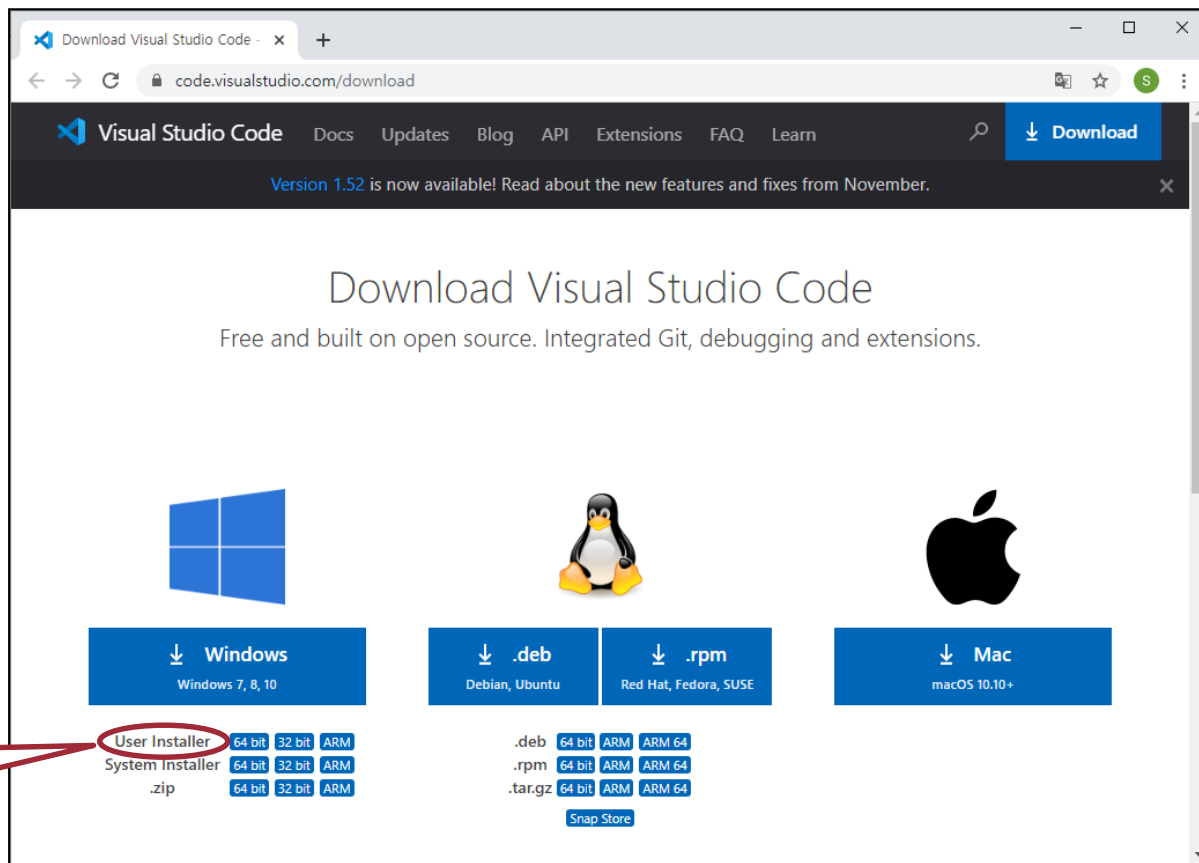 Download Visual Studio Code -
code.visualstudio.com/download
S
Visual Studio Code Docs Updates Blog API Extensions FAQ Learn Download
Version 1.52 is now available! Read about the new features and fixes from November.
Download Visual Studio Code
Free and built on open source. Integrated Git, debugging and extensions.
Windows
Windows 7, 8, 10
.deb
Debian, Ubuntu
.rpm
Red Hat, Fedora, SUSE
Mac
macOS 10.10+
User Installer 64 bit 32 bit ARM
System Installer 64 bit 32 bit ARM
.zip 64 bit 32 bit ARM
.deb 64 bit ARM ARM 64
.rpm 64 bit ARM ARM 64
.tar.gz 64 bit ARM ARM 64
Snap Store